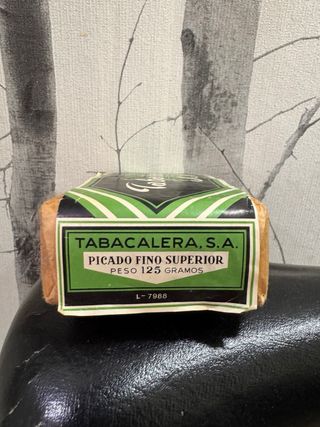 TABACALERA, S.A.
PICADO FINO SUPERIOR
PESO 125 GRAMOS
L-7988